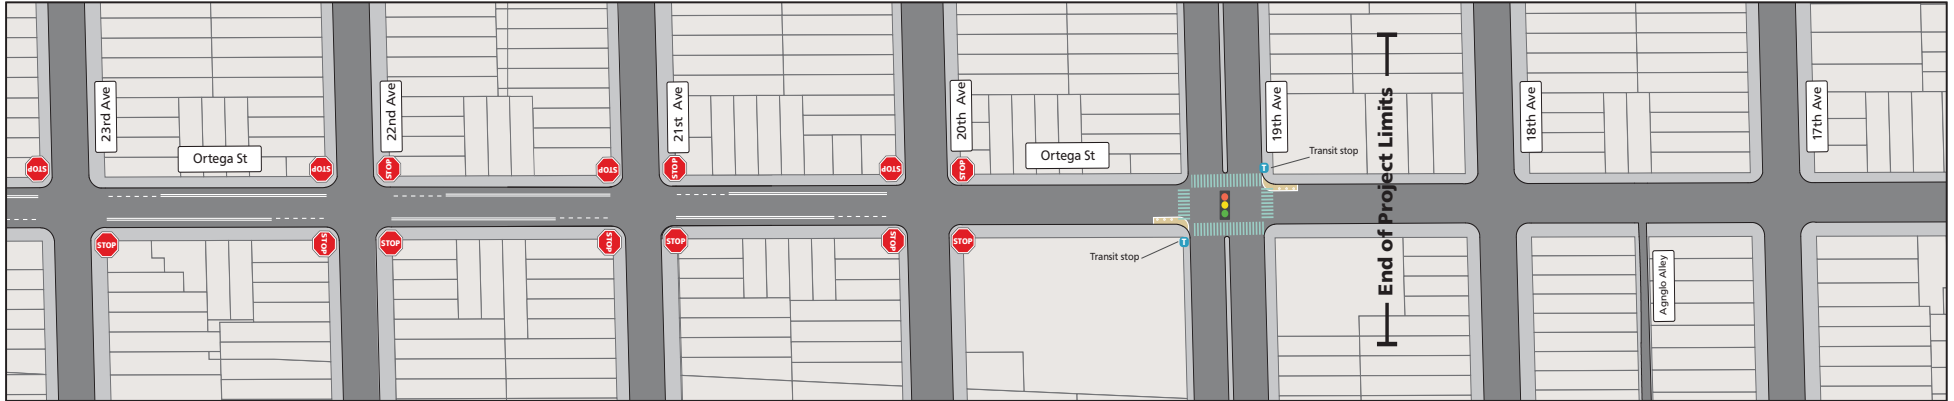 23rd Ave
22nd Ave
21st Ave
20th Ave
19th Ave
18th Ave
17th Ave
End of Project Limits
Ortega St
Ortega St
Transit stop
STOP
STOP
STOP
STOP
STOP
STOP
STOP
T
STOP
STOP
STOP
STOP
STOP
STOP
STOP
T
Transit stop
Agnglo Alley